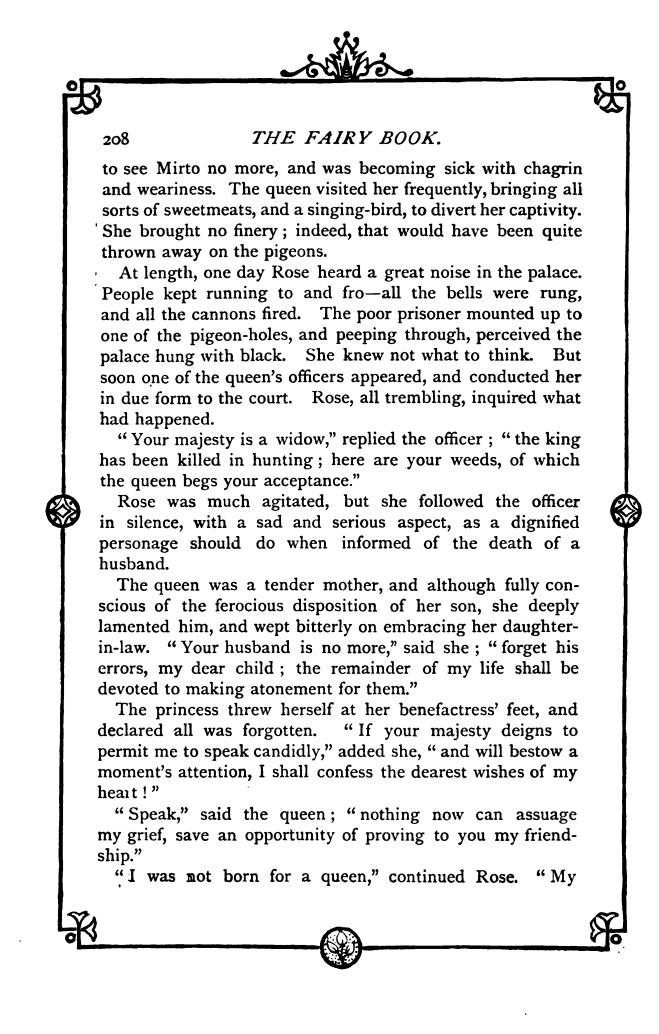 208
THE FAIRY BOOK.
to see Mirto no more, and was becoming sick with chagrin
and weariness. The queen visited her frequently, bringing all
sorts of sweetmeats, and a singing-bird, to divert her captivity.
She brought no finery ; indeed, that would have been quite
thrown away on the pigeons.
At length, one day Rose heard a great noise in the palace.
People kept running to and fro—all the bells were rung,
and all the cannons fired. The poor prisoner mounted up to
one of the pigeon-holes, and peeping through, perceived the
palace hung with black. She knew not what to think. But
soon one of the queen's officers appeared, and conducted her
in due form to the court. Rose, all trembling, inquired what
had happened.
“ Your majesty is a widow,” replied the officer ; “ the king
has been killed in hunting ; here are your weeds, of which
the queen begs your acceptance.”
Rose was much agitated, but she followed the officer
in silence, with a sad and serious aspect, as a dignified
personage should do when informed of the death of a
husband.
The queen was a tender mother, and although fully con-
scious of the ferocious disposition of her son, she deeply
lamented him, and wept bitterly on embracing her daughter-
in-law. “ Your husband is no more,” said she ; “ forget his
errors, my dear child ; the remainder of my life shall be
devoted to making atonement for them.”
The princess threw herself at her benefactress' feet, and
declared all was forgotten. “ If your majesty deigns to
permit me to speak candidly,” added she, “ and will bestow a
moment's attention, I shall confess the dearest wishes of my
heart ! ”
“ Speak,” said the queen ; “ nothing now can assuage
my grief, save an opportunity of proving to you my friend-
ship.”
“ I was not born for a queen,” continued Rose. “ My